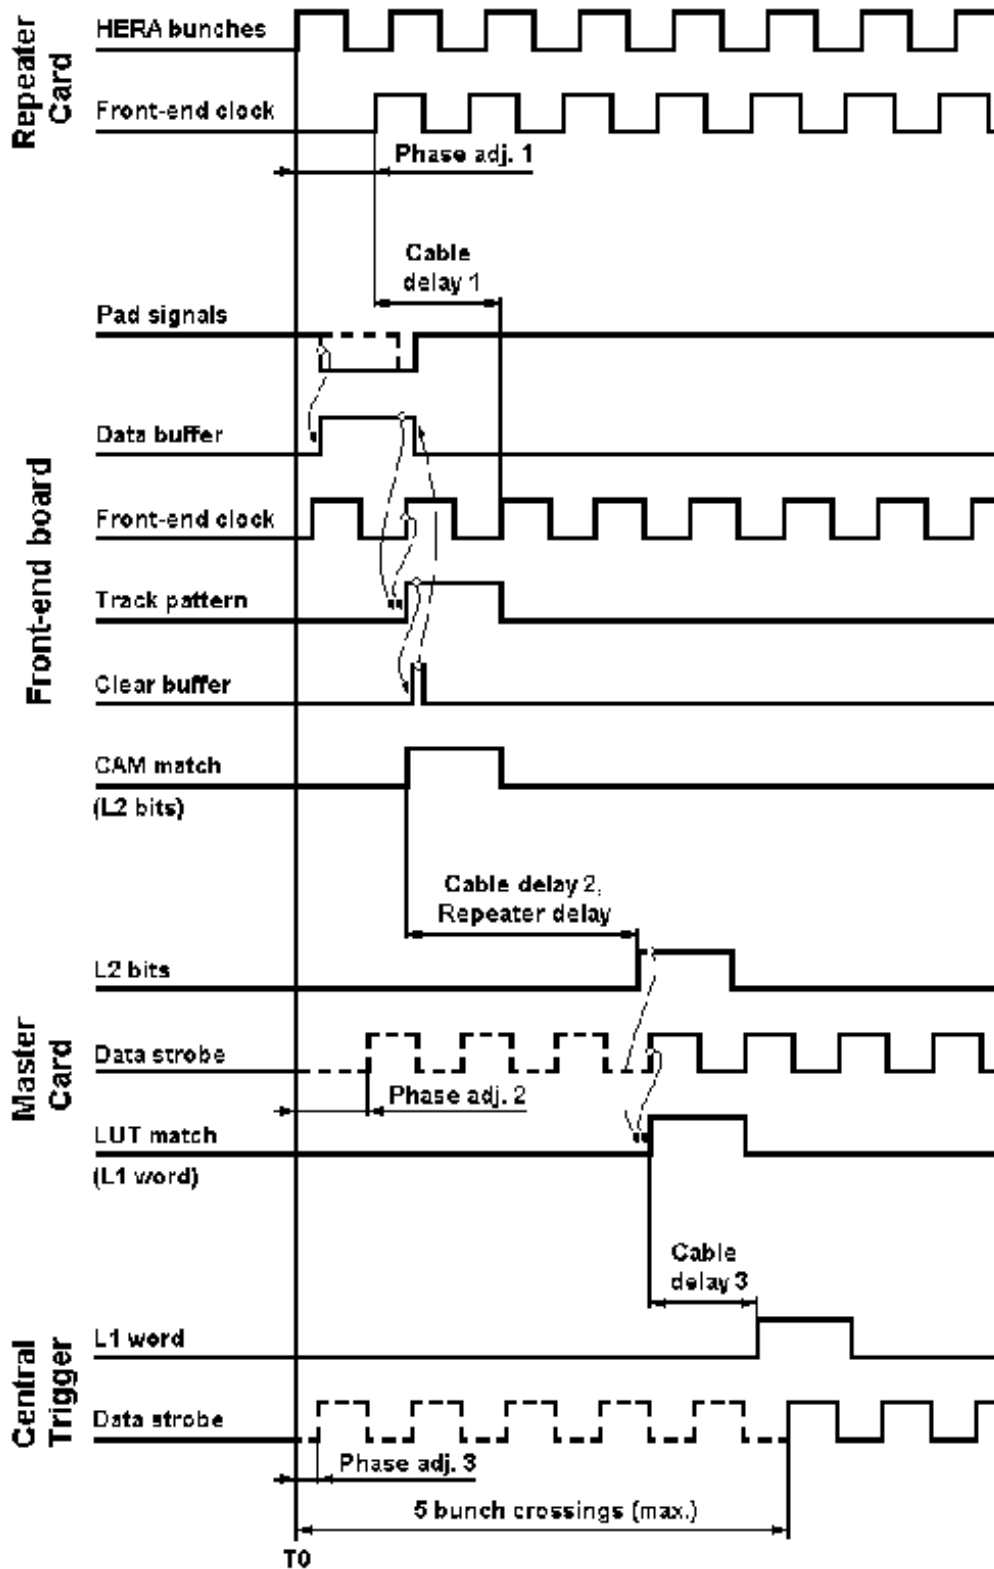 Repeater
Card
HERA bunches
Front-end clock
Phase adj. 1
Cable
delay 1
Front-end board
Pad signals
Data buffer
Front-end clock
Track pattern
Clear buffer
CAM match
(L2 bits)
Cable delay 2,
Repeater delay
Master
Card
L2 bits
Data strobe
Phase adj. 2
LUT match
(L1 word)
Cable
delay 3
Central
Trigger
L1 word
Data strobe
Phase adj. 3
5 bunch crossings (max.)
T0